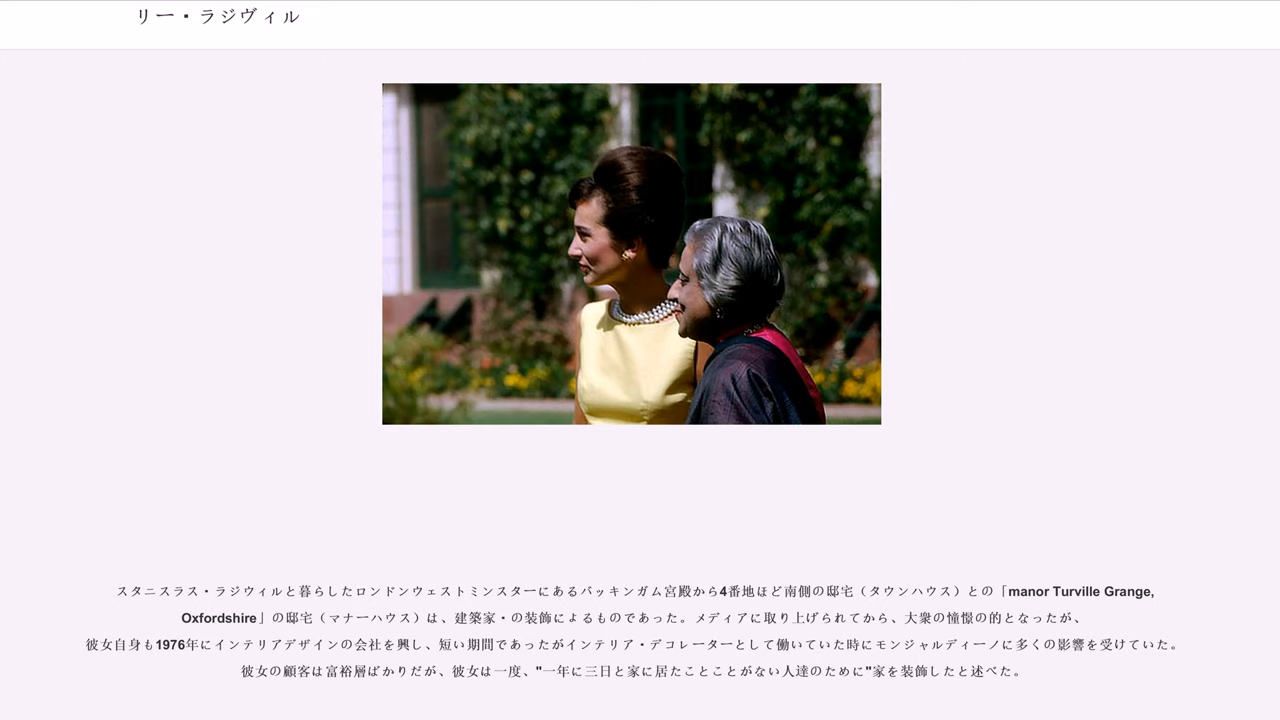 リー・ラジヴィル
スタニスラス・ラジウィルと暮らしたロンドンウェストミンスターにあるバッキンガム宮殿から4番地ほど南側の邸宅（タウンハウス）との「manor Turville Grange,
Oxfordshire」の邸宅（マナーハウス）は、建築家・の装飾によるものであった。メディアに取り上げられてから、大衆の憧憬の的となったが、
彼女自身も1976年にインテリアデザインの会社を興し、短い期間であったがインテリア・デコレーターとして働いていた時にモンジャルディーノに多くの影響を受けていた。
彼女の顧客は富裕層ばかりだが、彼女は一度、"一年に三日と家に居たことことがない人達のために"家を装飾したと述べた。